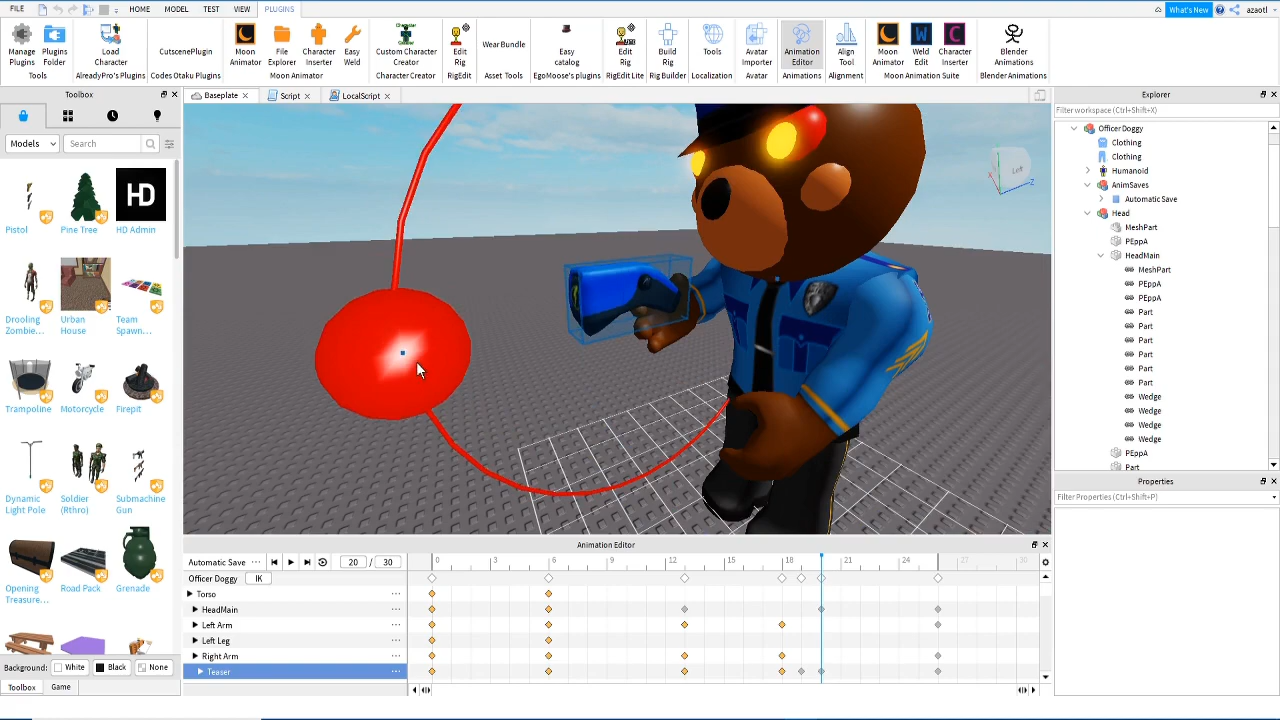 FILE HOME MODEL TEST VIEW PLUGINS What's New azaotl
Manage Plugins
Plugins Folder
Tools
Load Character
AlreadyPro's Plugins
CutscenePlugin
Codes Otaku Plugins
Moon Animator
File Explorer
Character Inserter
Easy Weld
Moon Animator
Custom Character Creator
CharacterCreator
Edit Rig
RigEdit
Wear Bundle
Asset Tools
Easy catalog
EgoMoose's plugins
Edit Rig
RigEdit Lite
Build Rig
Rig Builder
Tools
Localization
Avatar Importer
Avatar
Animation Editor
Animations
Align Tool
Alignment
Moon Animator
Weld Edit
Character Inserter
Moon Animation Suite
Blender Animations
Blender Animations
Toolbox
Models
Search
Pistol
Pine Tree
HD
HD Admin
Drooling Zombie...
Urban House
Team Spawn...
Trampoline
Motorcycle
Firepit
Dynamic Light Pole
Soldier (Rthro)
Submachine Gun
Opening Treasure...
Road Pack
Grenade
Background: White Black None
Toolbox Game
Baseplate Script LocalScript
Left
X
Z
Animation Editor
Automatic Save ··· 20 / 30
0 3 6 9 12 15 18 21 24 27 30
Officer Doggy IK
Torso
HeadMain
Left Arm
Left Leg
Right Arm
Teaser
Explorer
Filter workspace (Ctrl+Shift+X)
Officer Doggy
Clothing
Clothing
Humanoid
AnimSaves
Automatic Save
Head
MeshPart
PEppA
HeadMain
MeshPart
PEppA
PEppA
Part
Part
Part
Part
Part
Part
Wedge
Wedge
Wedge
Wedge
PEppA
Part
Properties
Filter Properties (Ctrl+Shift+P)